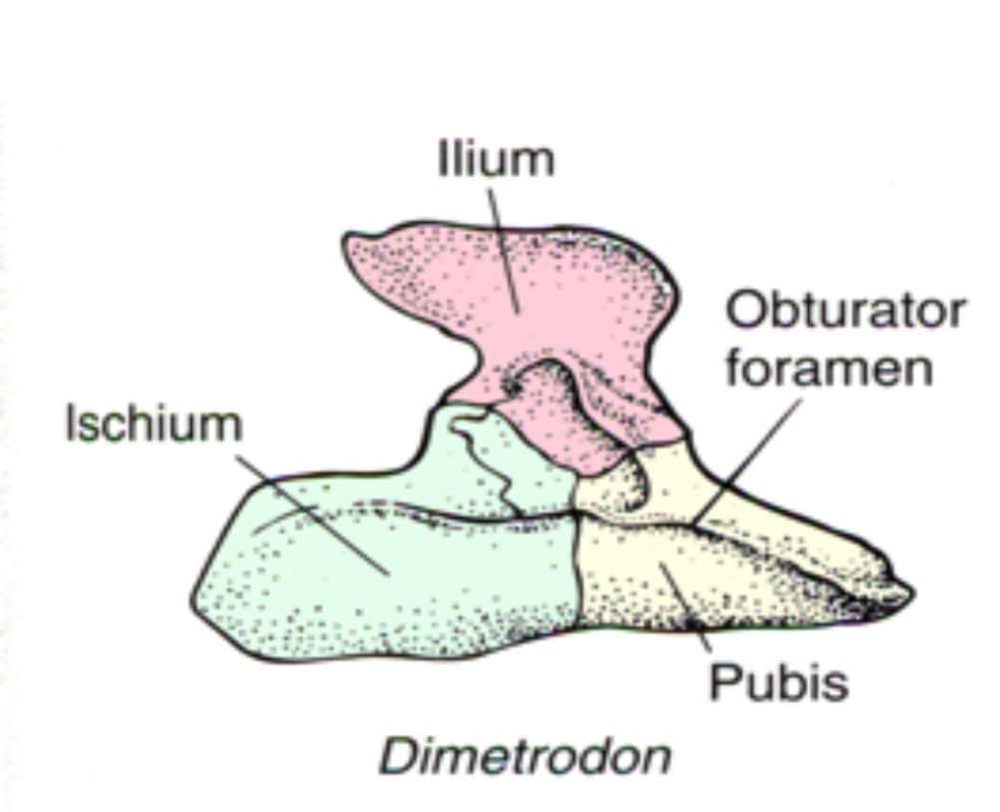 Ilium
Obturator
foramen
Ischium
Pubis
Dimetrodon